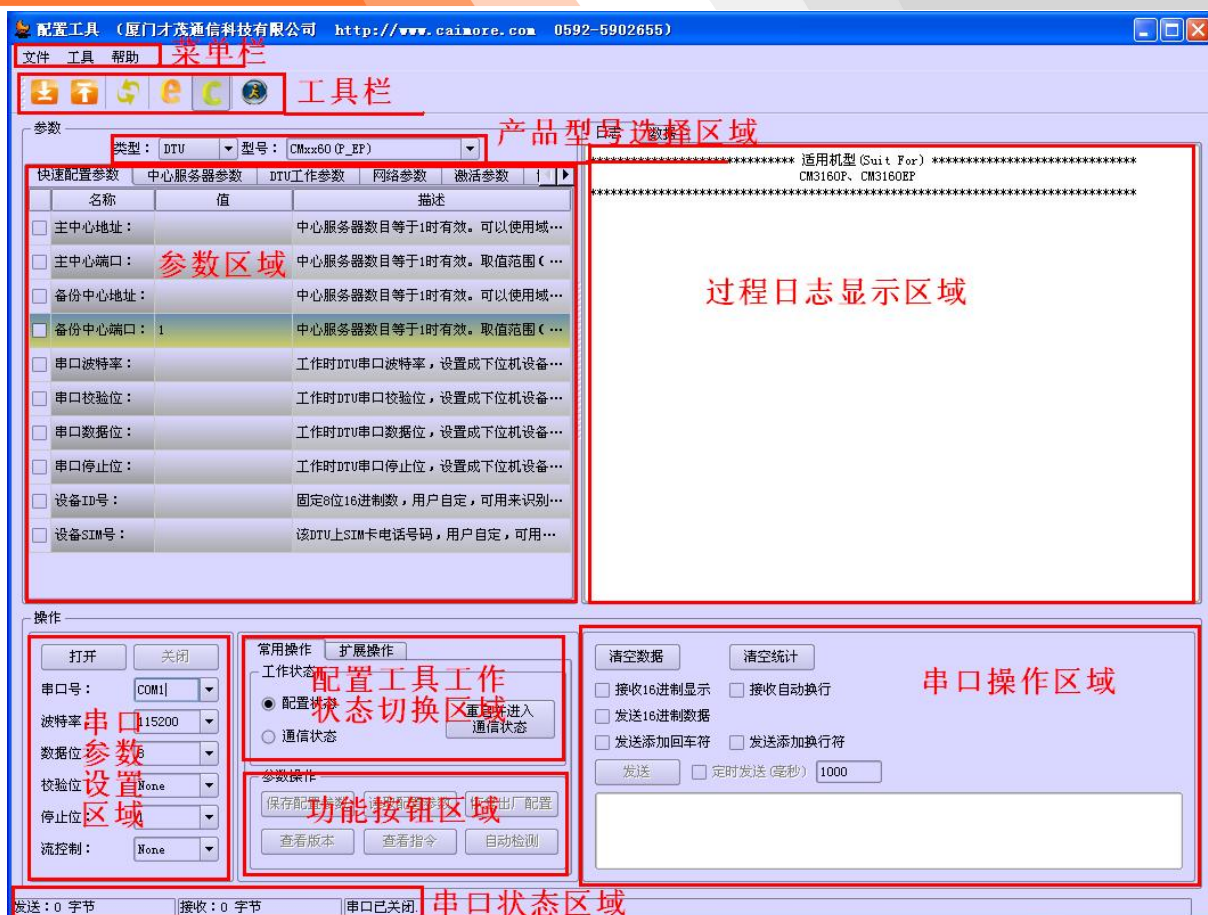 配置工具 （厦门才茂通信科技有限公司 http://www.caimore.com 0592-5902655）
文件 工具 帮助
菜单栏
工具栏
参数
产品型号选择区域
类型： DTU 型号： CMxx60(P_EP)
日志 数据
快速配置参数 中心服务器参数 DTU工作参数 网络参数 激活参数
名称 值 描述
主中心地址： 中心服务器数目等于1时有效。可以使用域…
主中心端口： 中心服务器数目等于1时有效。取值范围( …
参数区域
备份中心地址： 中心服务器数目等于1时有效。可以使用域…
备份中心端口： 1 中心服务器数目等于1时有效。取值范围( …
串口波特率： 工作时DTU串口波特率，设置成下位机设备…
串口校验位： 工作时DTU串口校验位，设置成下位机设备…
串口数据位： 工作时DTU串口数据位，设置成下位机设备…
串口停止位： 工作时DTU串口停止位，设置成下位机设备…
设备ID号： 固定8位16进制数，用户自定，可用来识别…
设备SIM号： 该DTU上SIM卡电话号码，用户自定，可用…
适用机型(Suit For)
CM3160P、CM3160EP
过程日志显示区域
操作
打开 关闭
串口号： COM1
波特率： 115200
数据位： 8
校验位： None
停止位： 1
流控制： None
串口
参数
设置
区域
常用操作 扩展操作
工作状态
配置状态
通信状态
重启并进入
通信状态
配置工具工作
状态切换区域
参数操作
保存配置参数 读取配置参数 恢复出厂配置
查看版本 查看指令 自动检测
功能按钮区域
清空数据 清空统计
接收16进制显示 接收自动换行
发送16进制数据
发送添加回车符 发送添加换行符
发送 定时发送(毫秒) 1000
串口操作区域
发送：0 字节 接收：0 字节 串口已关闭.
串口状态区域